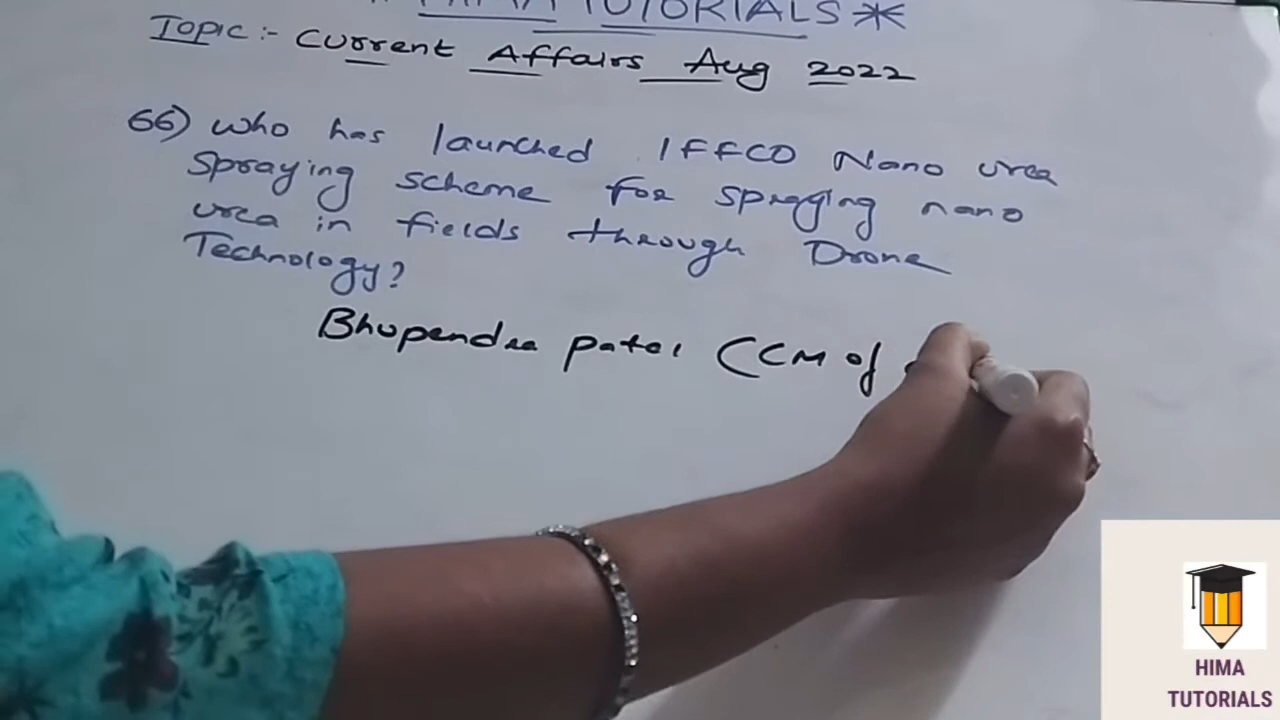 HIMA TUTORIALS *
Topic :- Current Affairs Aug 2022
66) Who has launched IFFCO Nano urea
Spraying scheme for spraying nano
urea in fields through Drone
Technology?
Bhupendra patel (CM of
HIMA
TUTORIALS